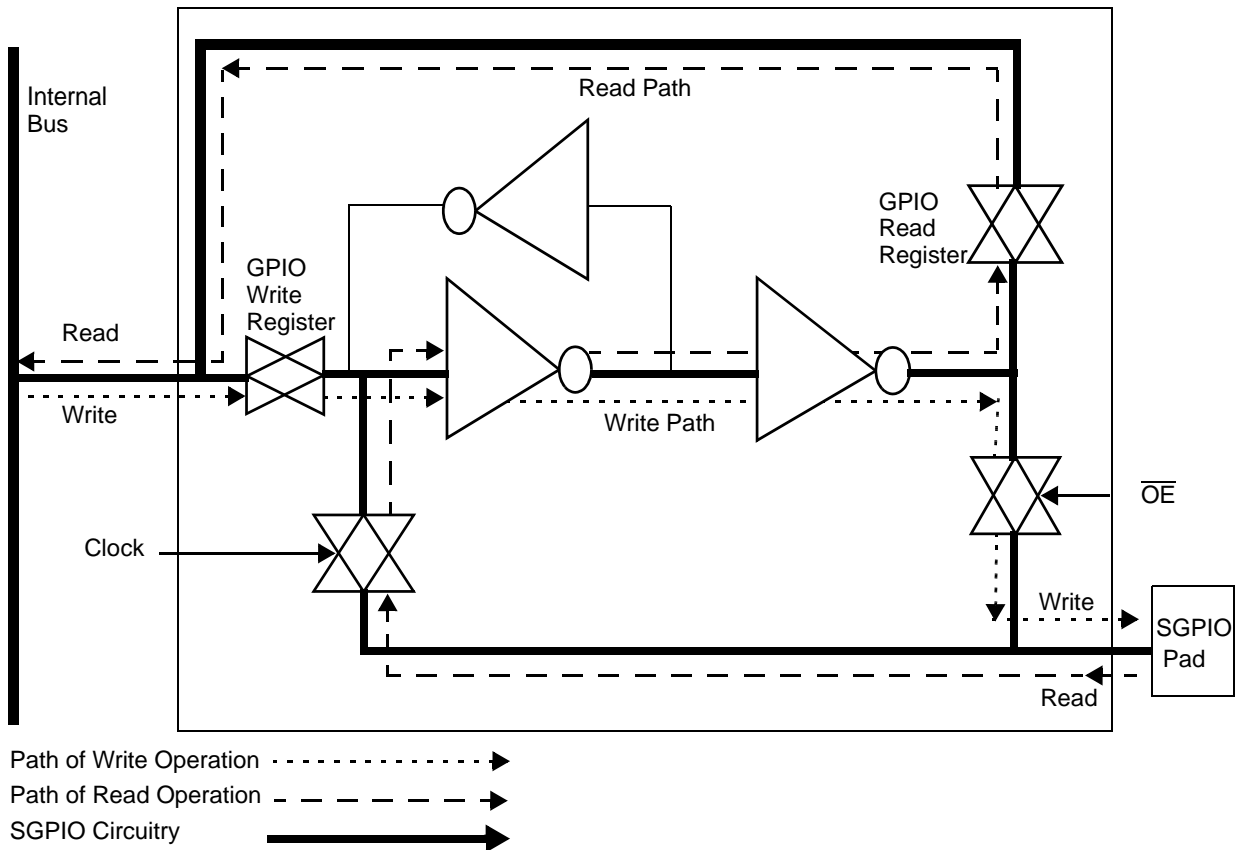 Internal
Bus
Read Path
GPIO
Read
Register
GPIO
Write
Register
Read
Write
Write Path
OE
Clock
Write
SGPIO
Pad
Read
Path of Write Operation
Path of Read Operation
SGPIO Circuitry